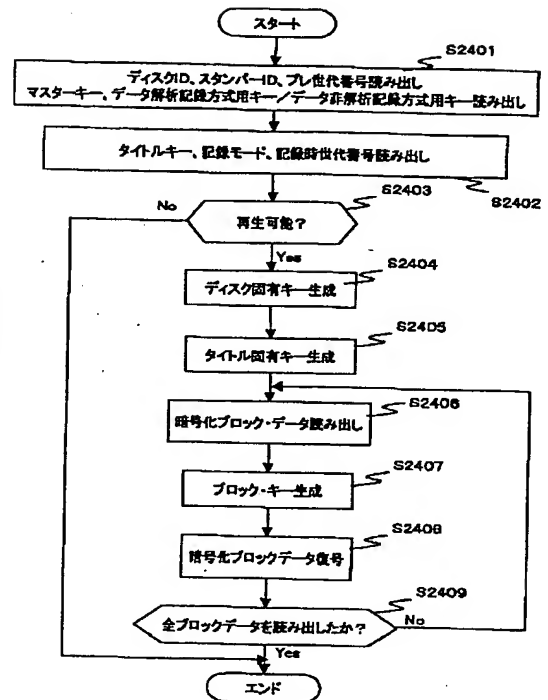 スタート
S2401
ディスクID、スタンパーID、プレ世代番号読み出し
マスターキー、データ解析記録方式用キー／データ非解析記録方式用キー読み出し
タイトルキー、記録モード、記録時世代番号読み出し
S2402
S2403
No
再生可能？
Yes
S2404
ディスク固有キー生成
S2405
タイトル固有キー生成
S2406
暗号化ブロック・データ読み出し
S2407
ブロック・キー生成
S2408
暗号化ブロックデータ復号
S2409
全ブロックデータを読み出したか？
No
Yes
エンド